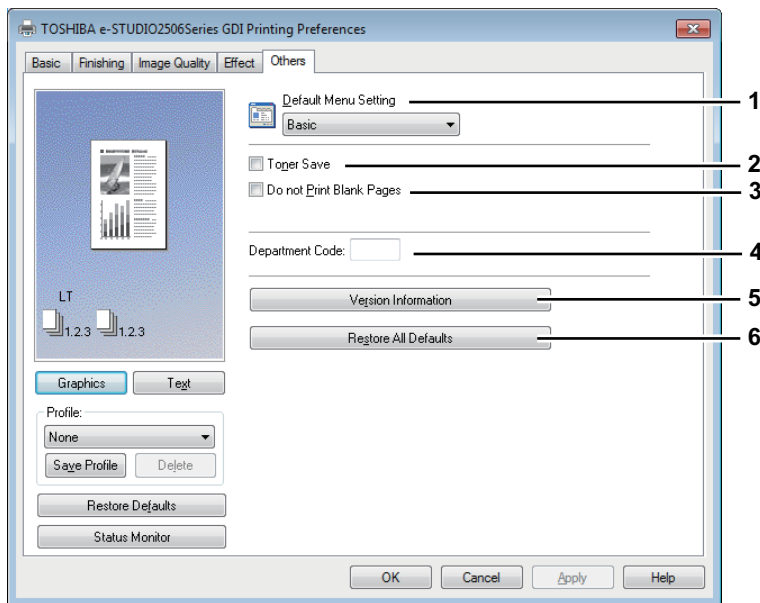 TOSHIBA e-STUDIO2506Series GDI Printing Preferences
Basic Finishing Image Quality Effect Others
Default Menu Setting 1
Basic
Toner Save 2
Do not Print Blank Pages 3
Department Code: 4
Version Information 5
Restore All Defaults 6
LT
1.2.3 1.2.3
Graphics Text
Profile:
None
Save Profile Delete
Restore Defaults
Status Monitor
OK Cancel Apply Help